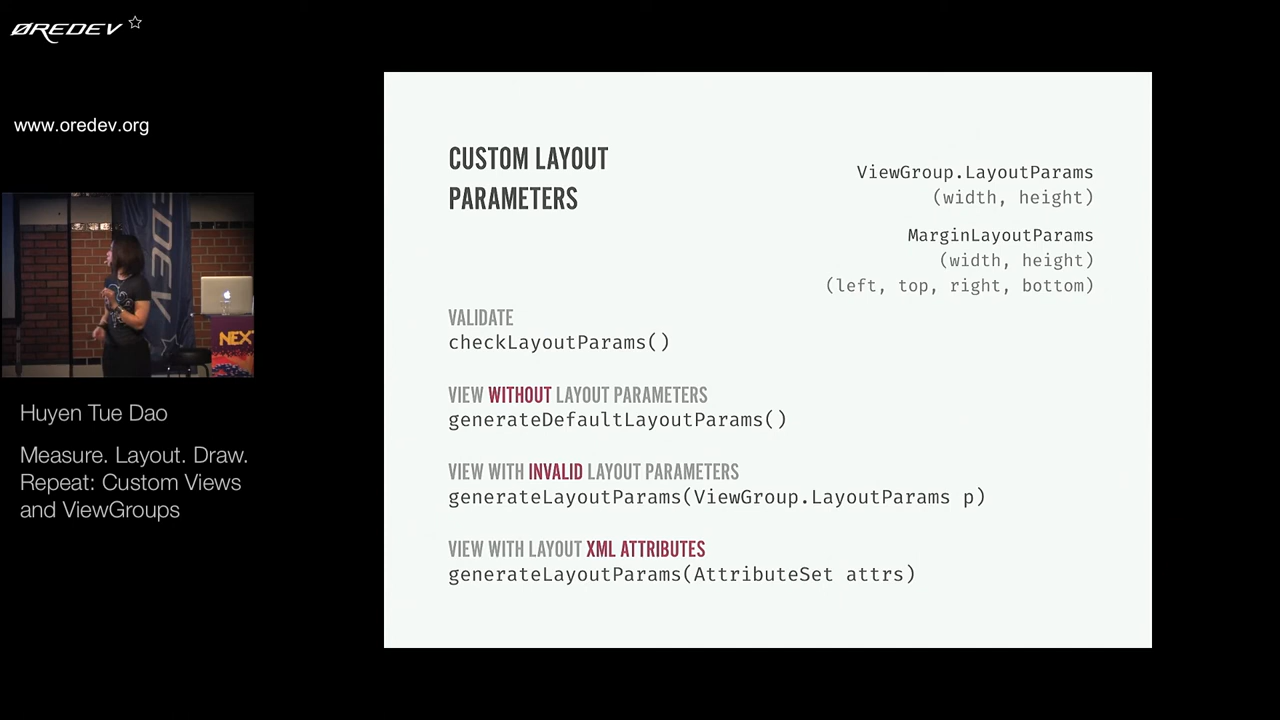 ØREDEV
www.oredev.org
EDEV
NEXT
Huyen Tue Dao
Measure. Layout. Draw.
Repeat: Custom Views
and ViewGroups
CUSTOM LAYOUT
PARAMETERS
ViewGroup.LayoutParams
(width, height)
MarginLayoutParams
(width, height)
(left, top, right, bottom)
VALIDATE
checkLayoutParams()
VIEW WITHOUT LAYOUT PARAMETERS
generateDefaultLayoutParams()
VIEW WITH INVALID LAYOUT PARAMETERS
generateLayoutParams(ViewGroup.LayoutParams p)
VIEW WITH LAYOUT XML ATTRIBUTES
generateLayoutParams(AttributeSet attrs)